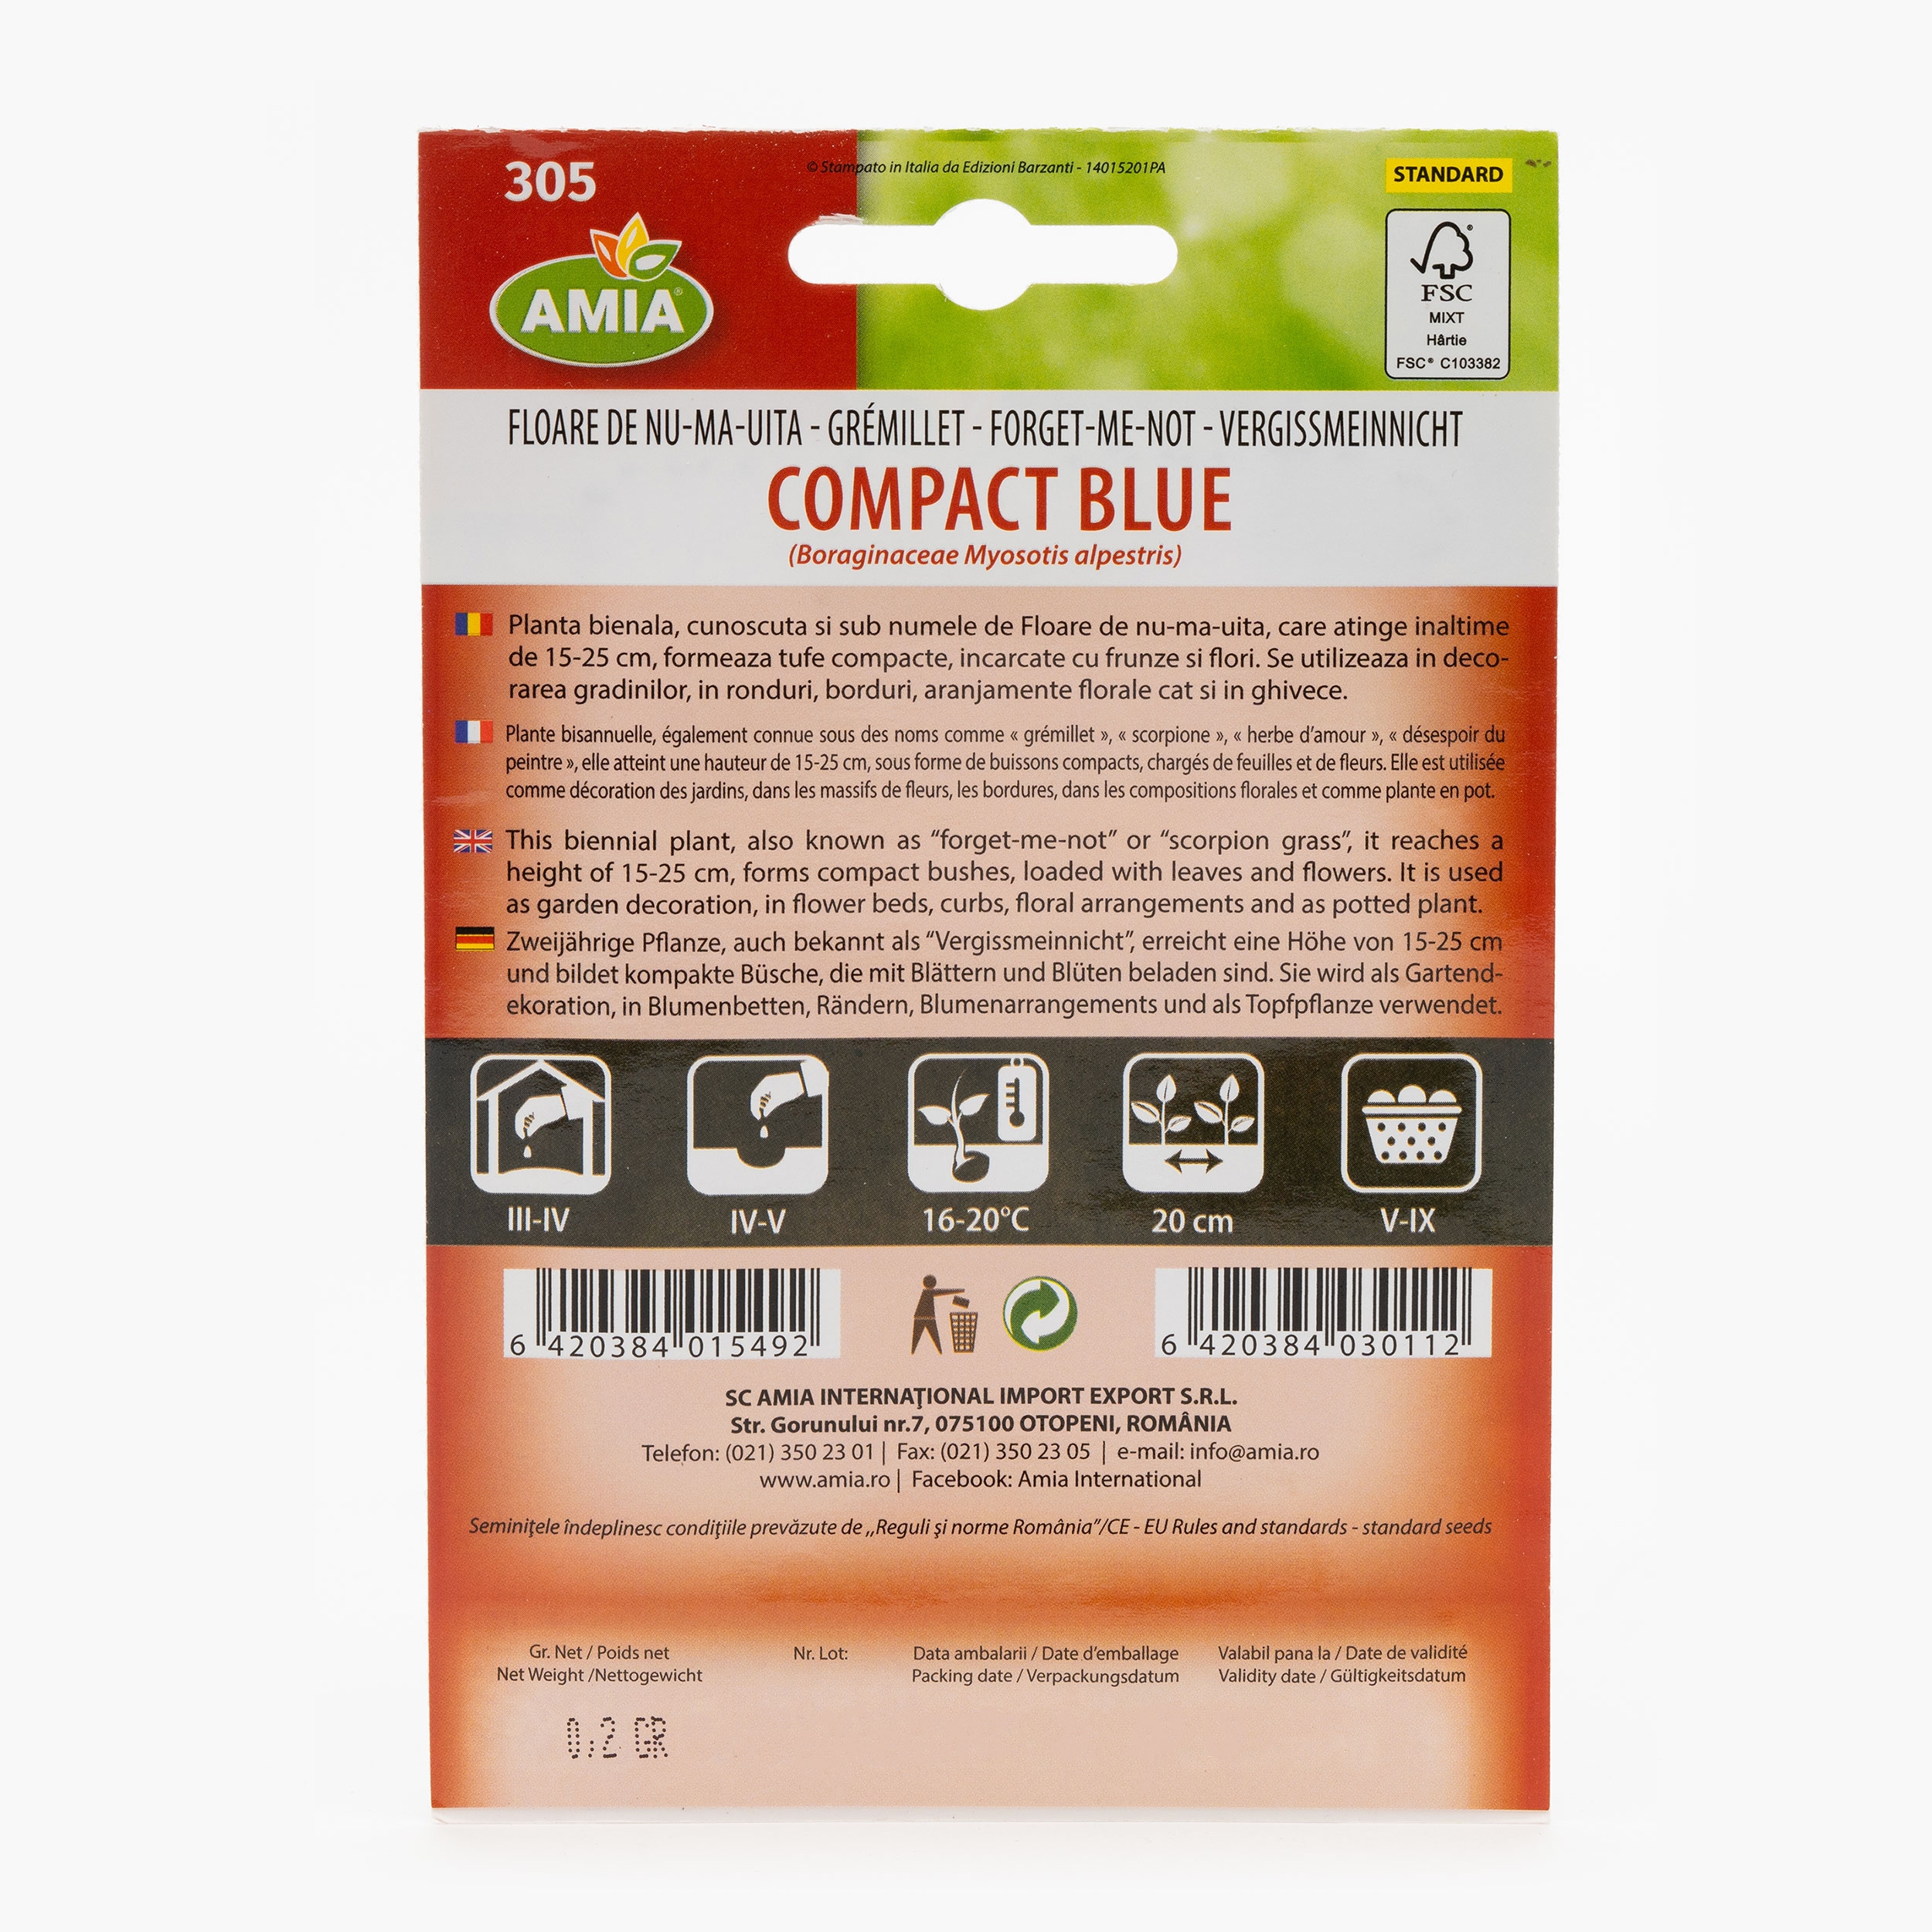 305
© Stampato in Italia da Edizioni Barzanti - 14015201PA
STANDARD
AMIA®
FSC®
MIXT
Hârtie
FSC® C103382
FLOARE DE NU-MA-UITA - GRÉMILLET - FORGET-ME-NOT - VERGISSMEINNICHT
COMPACT BLUE
(Boraginaceae Myosotis alpestris)
Planta bienala, cunoscuta si sub numele de Floare de nu-ma-uita, care atinge inaltime
de 15-25 cm, formeaza tufe compacte, incarcate cu frunze si flori. Se utilizeaza in deco-
rarea gradinilor, in ronduri, borduri, aranjamente florale cat si in ghivece.
Plante bisannuelle, également connue sous des noms comme « grémillet », « scorpione », « herbe d'amour », « désespoir du
peintre », elle atteint une hauteur de 15-25 cm, sous forme de buissons compacts, chargés de feuilles et de fleurs. Elle est utilisée
comme décoration des jardins, dans les massifs de fleurs, les bordures, dans les compositions florales et comme plante en pot.
This biennial plant, also known as “forget-me-not” or “scorpion grass”, it reaches a
height of 15-25 cm, forms compact bushes, loaded with leaves and flowers. It is used
as garden decoration, in flower beds, curbs, floral arrangements and as potted plant.
Zweijährige Pflanze, auch bekannt als “Vergissmeinnicht”, erreicht eine Höhe von 15-25 cm
und bildet kompakte Büsche, die mit Blättern und Blüten beladen sind. Sie wird als Gartend-
ekoration, in Blumenbetten, Rändern, Blumenarrangements und als Topfpflanze verwendet.
III-IV IV-V 16-20°C 20 cm V-IX
6 420384 015492
6 420384 030112
SC AMIA INTERNAŢIONAL IMPORT EXPORT S.R.L.
Str. Gorunului nr.7, 075100 OTOPENI, ROMÂNIA
Telefon: (021) 350 23 01 | Fax: (021) 350 23 05 | e-mail: info@amia.ro
www.amia.ro | Facebook: Amia International
Seminţele îndeplinesc condiţiile prevăzute de „Reguli şi norme România”/CE - EU Rules and standards - standard seeds
Gr. Net / Poids net
Net Weight /Nettogewicht
Nr. Lot:
Data ambalarii / Date d'emballage
Packing date / Verpackungsdatum
Valabil pana la / Date de validité
Validity date / Gültigkeitsdatum
0.2 GR